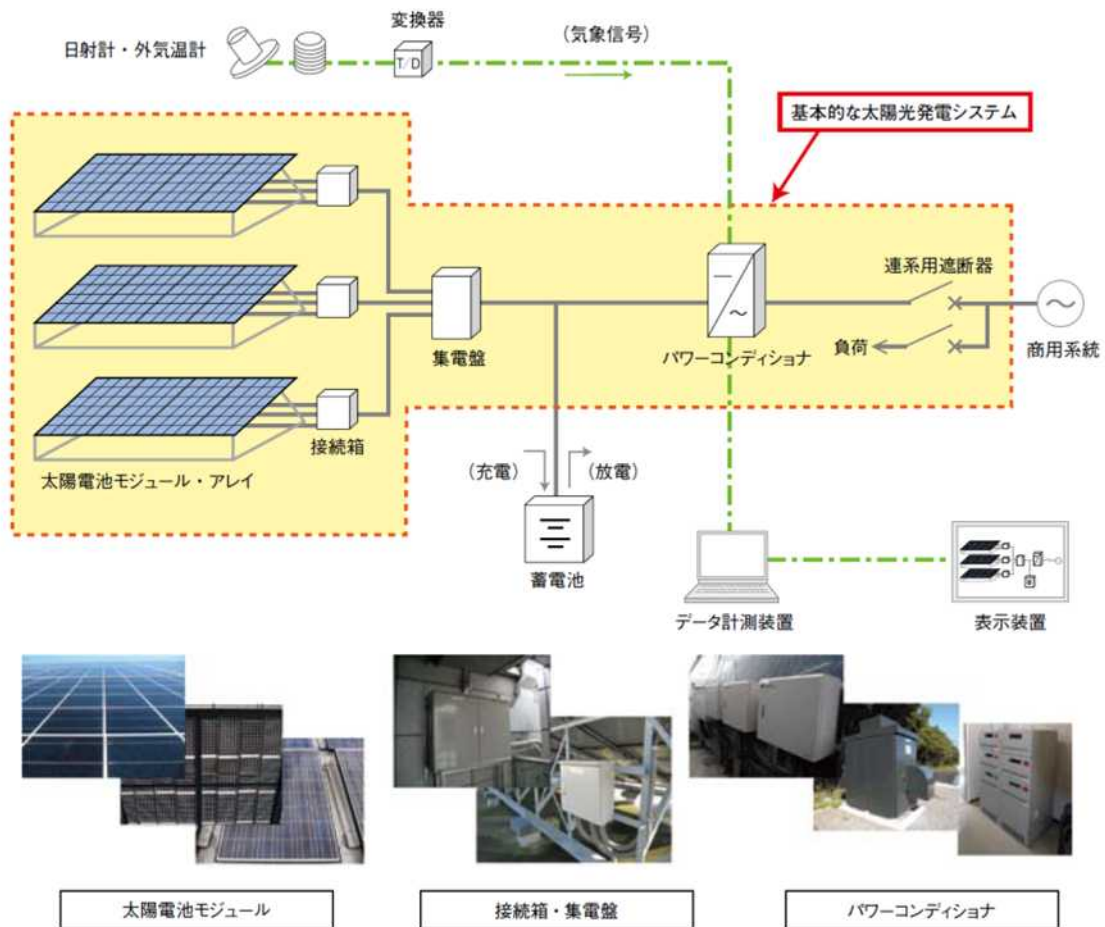 変換器
日射計・外気温計
T/D
(気象信号)
基本的な太陽光発電システム
連系用遮断器
集電盤
パワーコンディショナ
負荷
商用系統
接続箱
太陽電池モジュール・アレイ
(充電)
(放電)
蓄電池
データ計測装置
表示装置
太陽電池モジュール
接続箱・集電盤
パワーコンディショナ